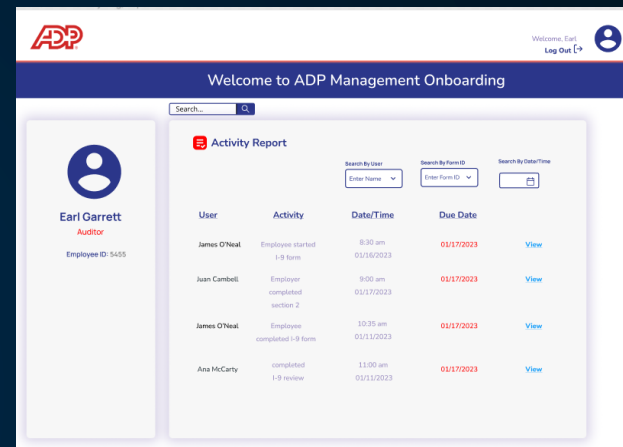 ADP
Welcome, Earl
Log Out
Welcome to ADP Management Onboarding
Search...
Earl Garrett
Auditor
Employee ID: 5455
Activity Report
Search By User
Search By Form ID
Search By Date/Time
Enter Name
Enter Form ID
User Activity Date/Time Due Date
James O'Neal Employee started 8:30 am 01/17/2023 View
I-9 form 01/16/2023
Juan Cambell Employer 9:00 am 01/17/2023 View
completed 01/17/2023
section 2
James O'Neal Employee 10:35 am 01/17/2023 View
completed I-9 form 01/11/2023
Ana McCarty completed 11:00 am 01/17/2023 View
I-9 review 01/11/2023